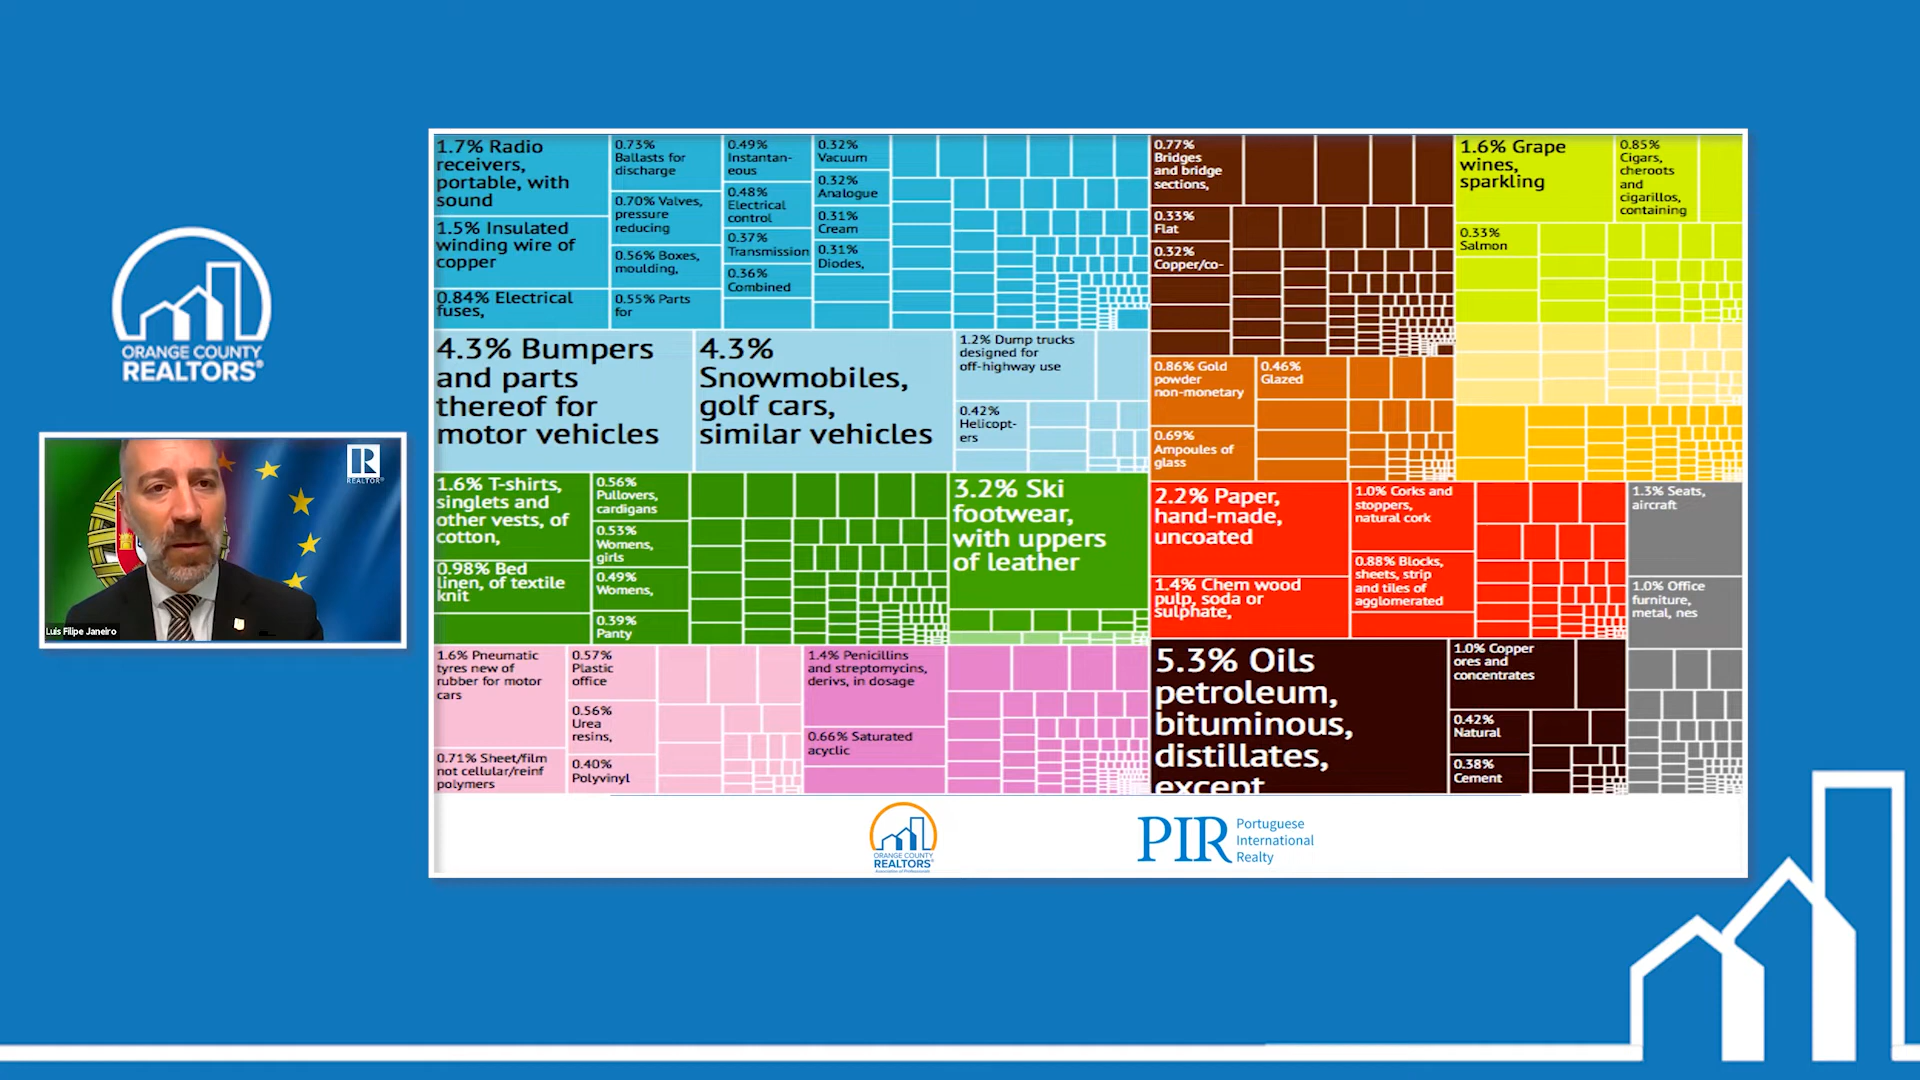 ORANGE COUNTY
REALTORS®
R
REALTOR®
Luis Filipe Janeiro
1.7% Radio
receivers,
portable, with
sound
1.5% Insulated
winding wire of
copper
0.84% Electrical
fuses,
0.73%
Ballasts for
discharge
0.70% Valves,
pressure
reducing
0.56% Boxes,
moulding,
0.55% Parts
for
0.49%
Instantan-
eous
0.48%
Electrical
control
0.37%
Transmission
0.36%
Combined
0.32%
Vacuum
0.32%
Analogue
0.31%
Cream
0.31%
Diodes,
4.3% Bumpers
and parts
thereof for
motor vehicles
4.3%
Snowmobiles,
golf cars,
similar vehicles
1.2% Dump trucks
designed for
off-highway use
0.42%
Helicopt-
ers
1.6% T-shirts,
singlets and
other vests, of
cotton,
0.98% Bed
linen, of textile
knit
0.56%
Pullovers,
cardigans
0.53%
Womens,
girls
0.49%
Womens,
0.39%
Panty
3.2% Ski
footwear,
with uppers
of leather
1.6% Pneumatic
tyres new of
rubber for motor
cars
0.71% Sheet/film
not cellular/reinf
polymers
0.57%
Plastic
office
0.56%
Urea
resins,
0.40%
Polyvinyl
1.4% Penicillins
and streptomycins,
derivs, in dosage
0.66% Saturated
acyclic
0.77%
Bridges
and bridge
sections,
0.33%
Flat
0.32%
Copper/co-
0.86% Gold
powder
non-monetary
0.69%
Ampoules of
glass
0.46%
Glazed
1.6% Grape
wines,
sparkling
0.85%
Cigars,
cheroots
and
cigarillos,
containing
0.33%
Salmon
2.2% Paper,
hand-made,
uncoated
1.4% Chem wood
pulp, soda or
sulphate,
1.0% Corks and
stoppers,
natural cork
0.88% Blocks,
sheets, strip
and tiles of
agglomerated
1.3% Seats,
aircraft
1.0% Office
furniture,
metal, nes
5.3% Oils
petroleum,
bituminous,
distillates,
except
1.0% Copper
ores and
concentrates
0.42%
Natural
0.38%
Cement
ORANGE COUNTY
REALTORS®
Association of Professionals
PIR
Portuguese
International
Realty